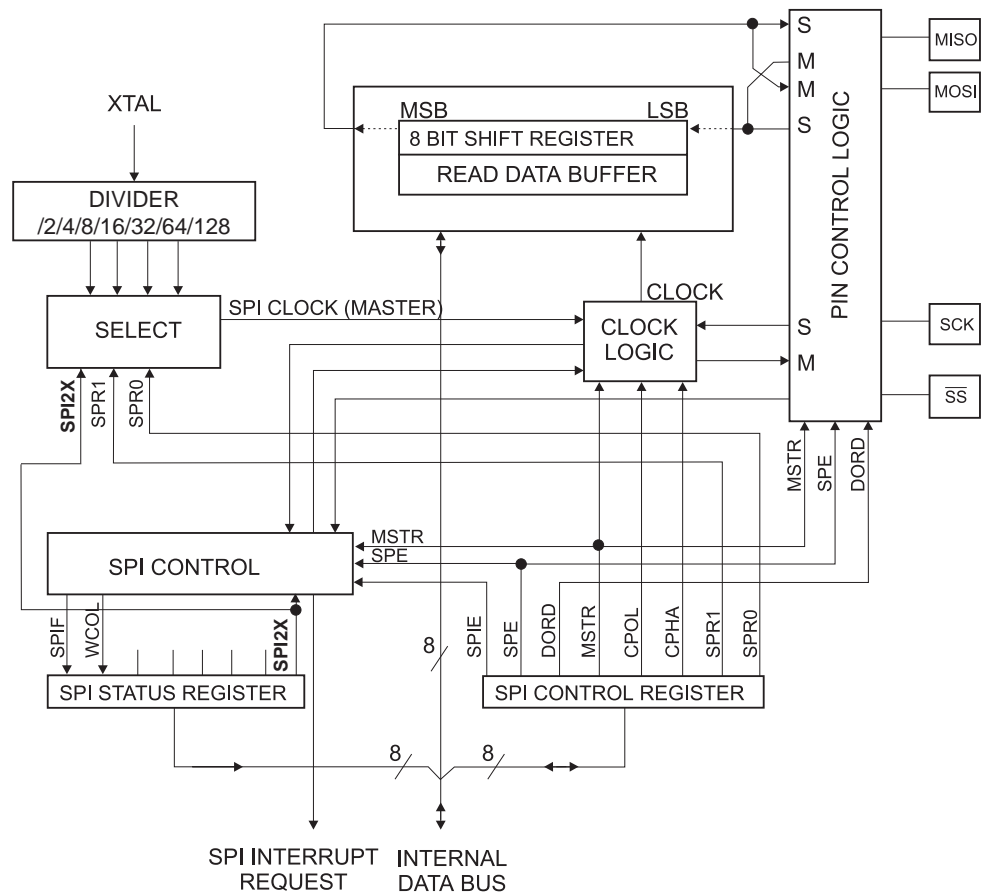 S
MISO
M
M
MOSI
XTAL
MSB
LSB
S
8 BIT SHIFT REGISTER
READ DATA BUFFER
PIN CONTROL LOGIC
DIVIDER
/2/4/8/16/32/64/128
SPI CLOCK (MASTER)
CLOCK
SELECT
CLOCK
LOGIC
S
SCK
M
SS
SPI2X
SPR1
SPR0
MSTR
SPE
DORD
MSTR
SPE
SPI CONTROL
SPIF
WCOL
SPI2X
8
SPIE
SPE
DORD
MSTR
CPOL
CPHA
SPR1
SPR0
SPI STATUS REGISTER
SPI CONTROL REGISTER
8
8
SPI INTERRUPT
REQUEST
INTERNAL
DATA BUS